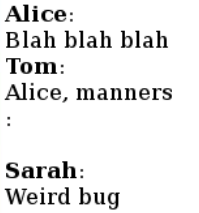 Alice:
Blah blah blah
Tom:
Alice, manners
:

Sarah:
Weird bug